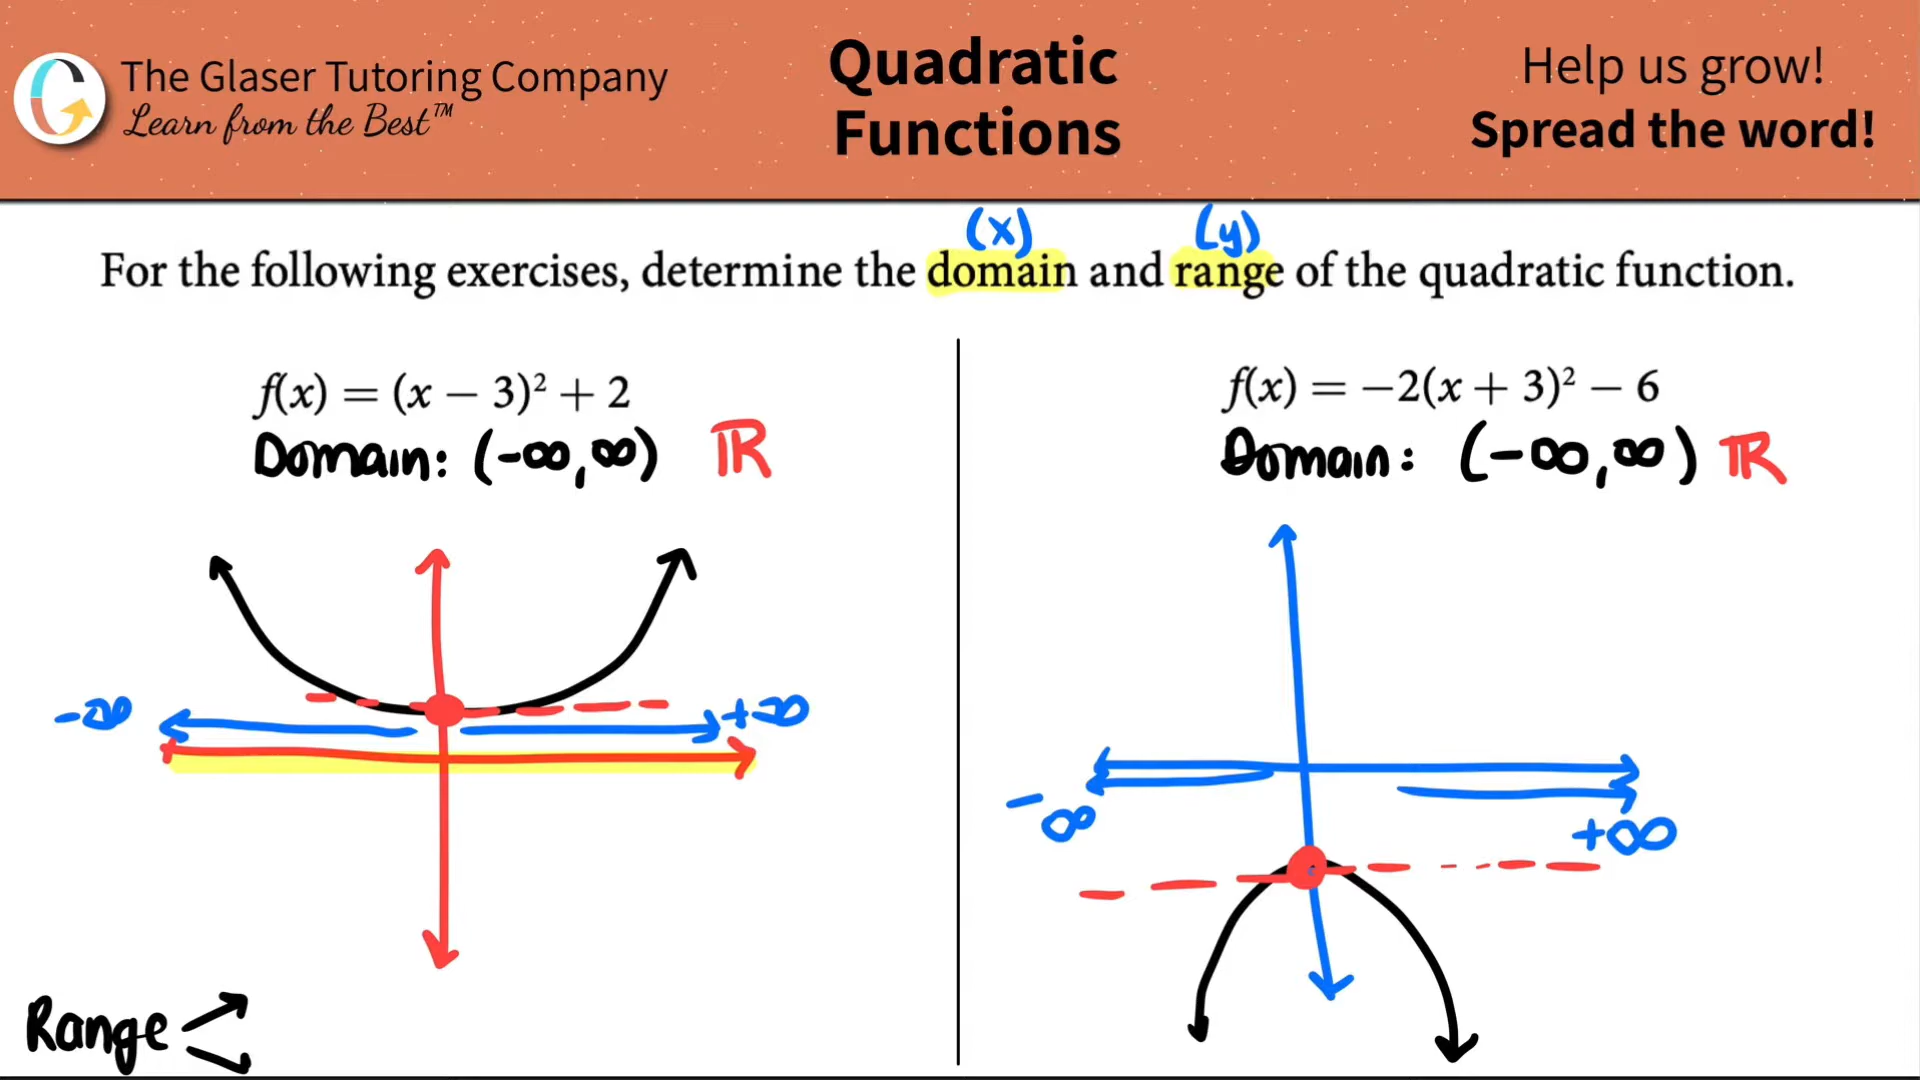 The Glaser Tutoring Company
Learn from the Best™
Quadratic
Functions
Help us grow!
Spread the word!
(x) (y)
For the following exercises, determine the domain and range of the quadratic function.
f(x) = (x − 3)² + 2
Domain: (-∞,∞) ℝ
-∞ +∞
Range <
f(x) = −2(x + 3)² − 6
Domain: (-∞,∞) ℝ
-∞ +∞